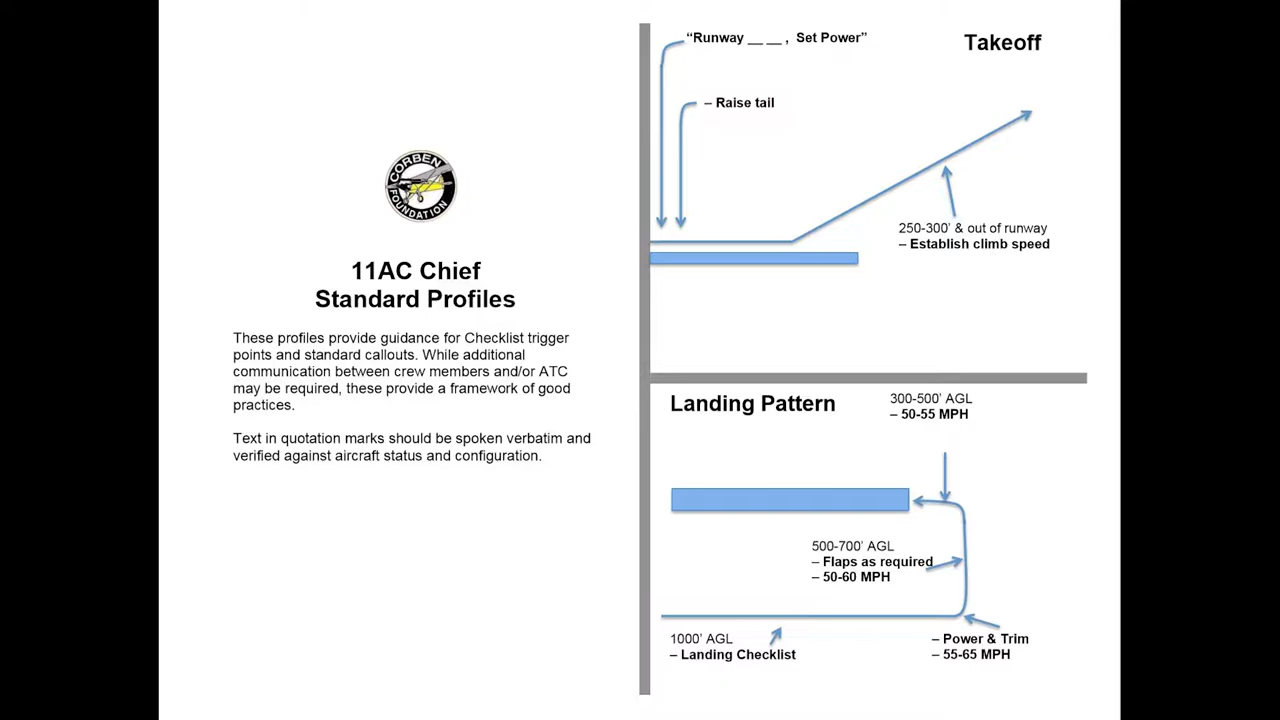 CORBEN
FOUNDATION
11AC Chief
Standard Profiles
These profiles provide guidance for Checklist trigger
points and standard callouts. While additional
communication between crew members and/or ATC
may be required, these provide a framework of good
practices.
Text in quotation marks should be spoken verbatim and
verified against aircraft status and configuration.
Takeoff
“Runway __ __ , Set Power”
– Raise tail
250-300’ & out of runway
– Establish climb speed
Landing Pattern
300-500’ AGL
– 50-55 MPH
500-700’ AGL
– Flaps as required
– 50-60 MPH
1000’ AGL
– Landing Checklist
– Power & Trim
– 55-65 MPH